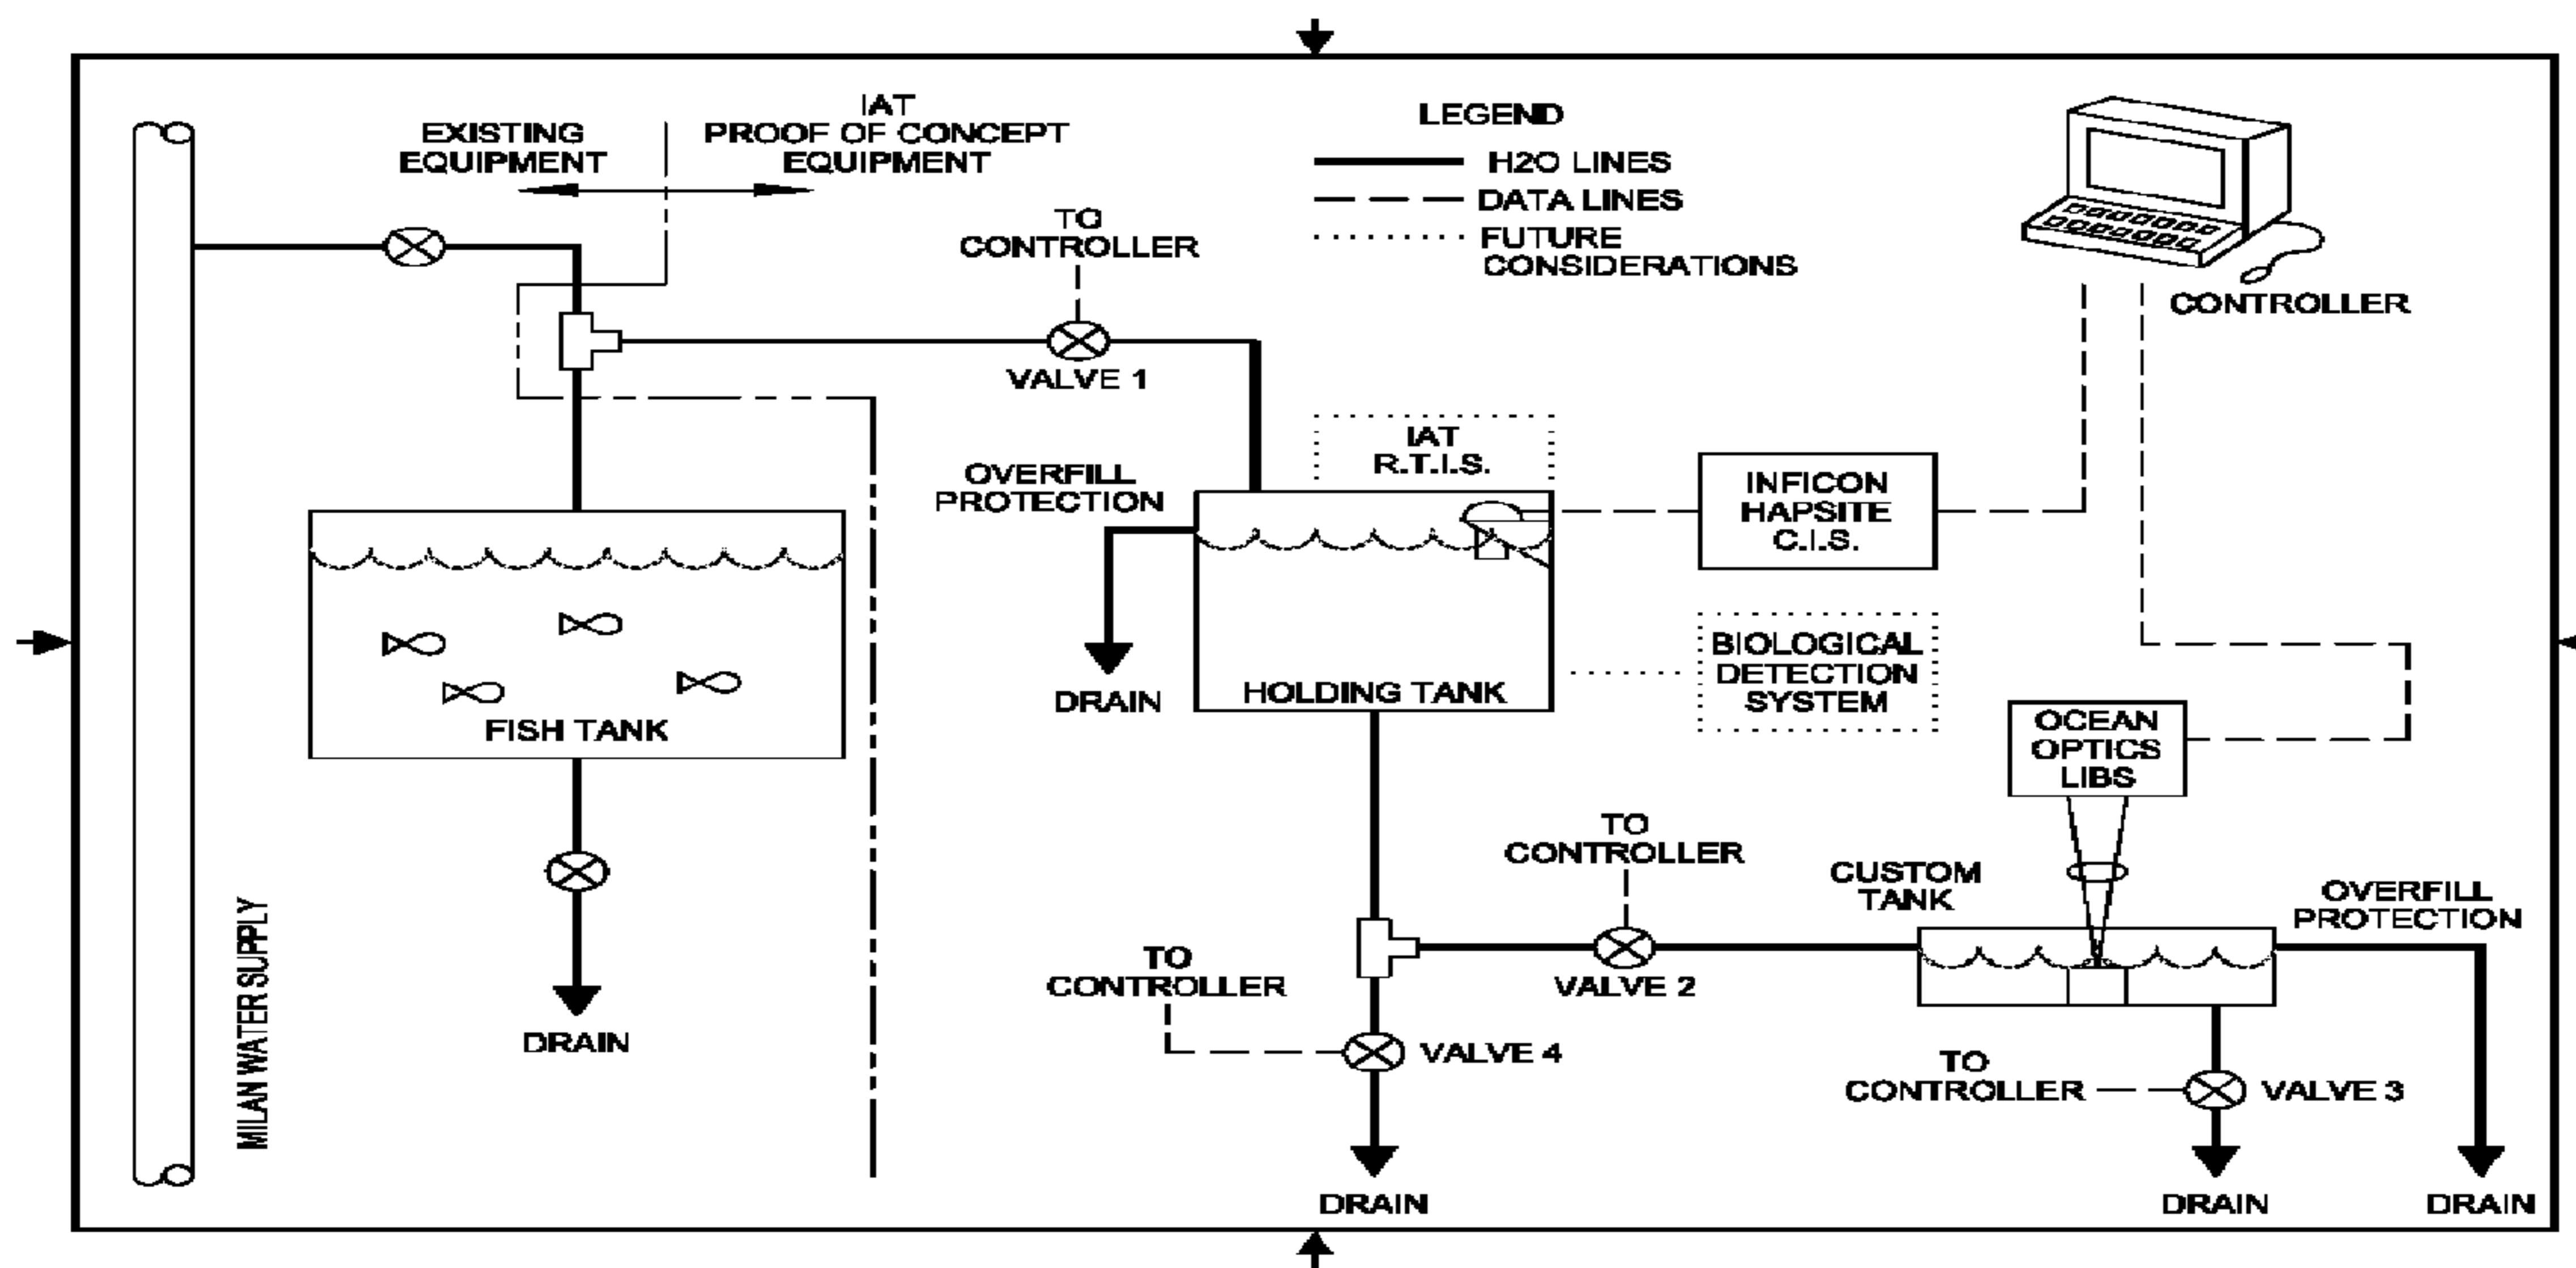 EXISTING
EQUIPMENT
IAT
PROOF OF CONCEPT
EQUIPMENT
LEGEND
H2O LINES
DATA LINES
FUTURE
CONSIDERATIONS
CONTROLLER
TO
CONTROLLER
VALVE 1
IAT
R.T.I.S.
OVERFILL
PROTECTION
INFICON
HAPSITE
C.I.S.
DRAIN
HOLDING TANK
BIOLOGICAL
DETECTION
SYSTEM
FISH TANK
OCEAN
OPTICS
LIBS
MILAN WATER SUPPLY
DRAIN
TO
CONTROLLER
VALVE 2
CUSTOM
TANK
OVERFILL
PROTECTION
TO
CONTROLLER
VALVE 4
TO
CONTROLLER
VALVE 3
DRAIN
DRAIN
DRAIN